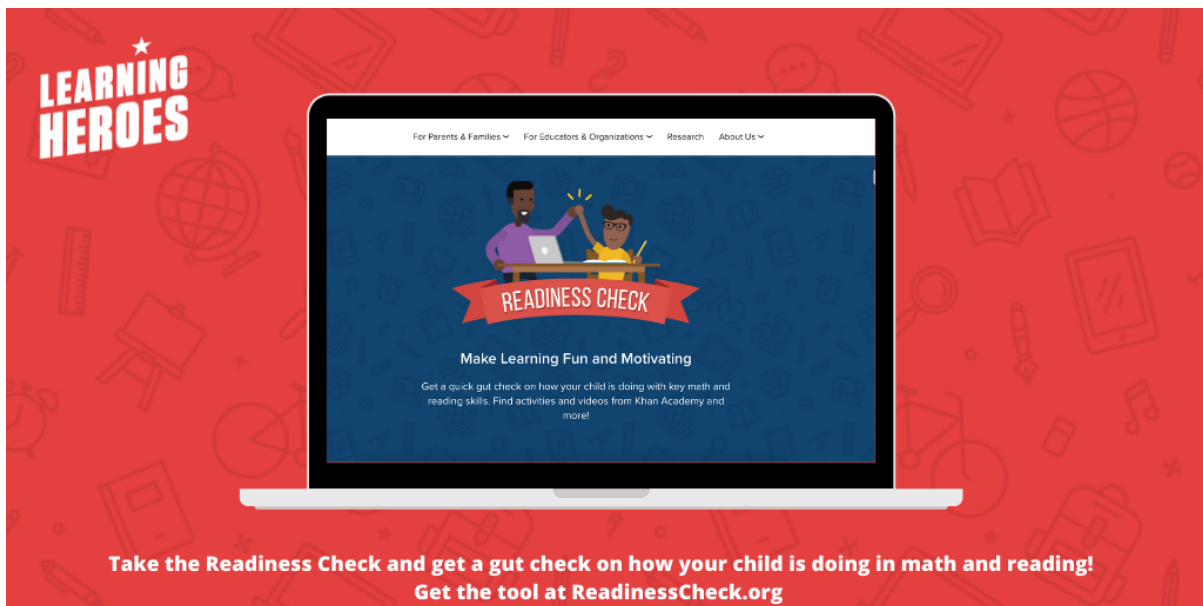 LEARNING
HEROES
For Parents & Families
For Educators & Organizations
Research
About Us
READINESS CHECK
Make Learning Fun and Motivating
Get a quick gut check on how your child is doing with key math and
reading skills. Find activities and videos from Khan Academy and
more!
Take the Readiness Check and get a gut check on how your child is doing in math and reading!
Get the tool at ReadinessCheck.org